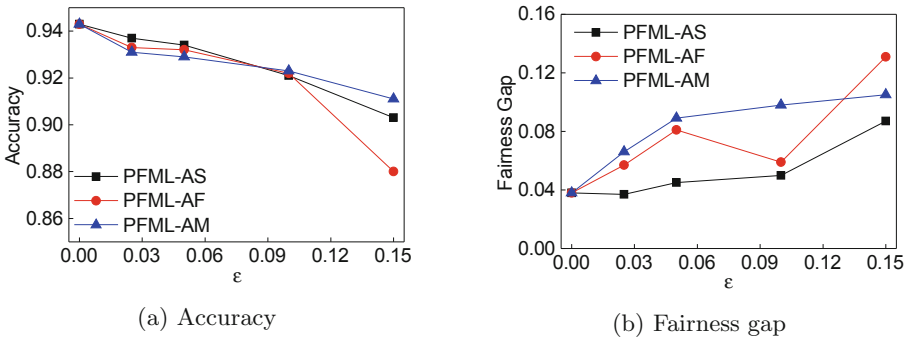 0.94
0.92
0.90
0.88
0.86
Accuracy
PFML-AS
PFML-AF
PFML-AM
0.00 0.03 0.06 0.09 0.12 0.15
ε
(a) Accuracy
0.16
0.12
0.08
0.04
0.00
Fairness Gap
PFML-AS
PFML-AF
PFML-AM
0.00 0.03 0.06 0.09 0.12 0.15
ε
(b) Fairness gap